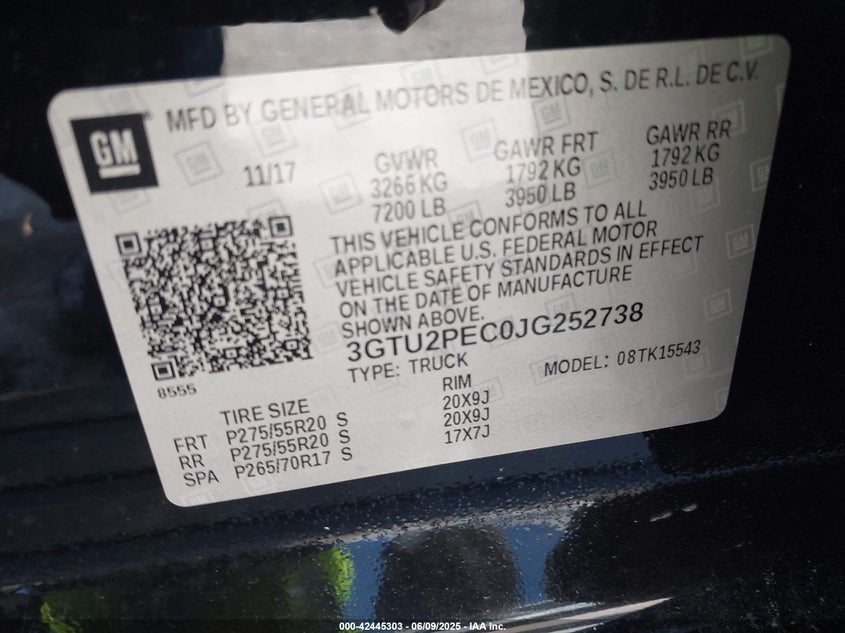 MFD BY GENERAL MOTORS DE MEXICO, S. DE R.L. DE C.V.
GM
11/17
GVWR
3266 KG
7200 LB
GAWR FRT
1792 KG
3950 LB
GAWR RR
1792 KG
3950 LB
THIS VEHICLE CONFORMS TO ALL
APPLICABLE U.S. FEDERAL MOTOR
VEHICLE SAFETY STANDARDS IN EFFECT
ON THE DATE OF MANUFACTURE
SHOWN ABOVE.
3GTU2PEC0JG252738
TYPE: TRUCK
MODEL: 08TK15543
8555
TIRE SIZE RIM
FRT P275/55R20 S 20X9J
RR P275/55R20 S 20X9J
SPA P265/70R17 S 17X7J
000-42445303 - 06/09/2025 - IAA Inc.